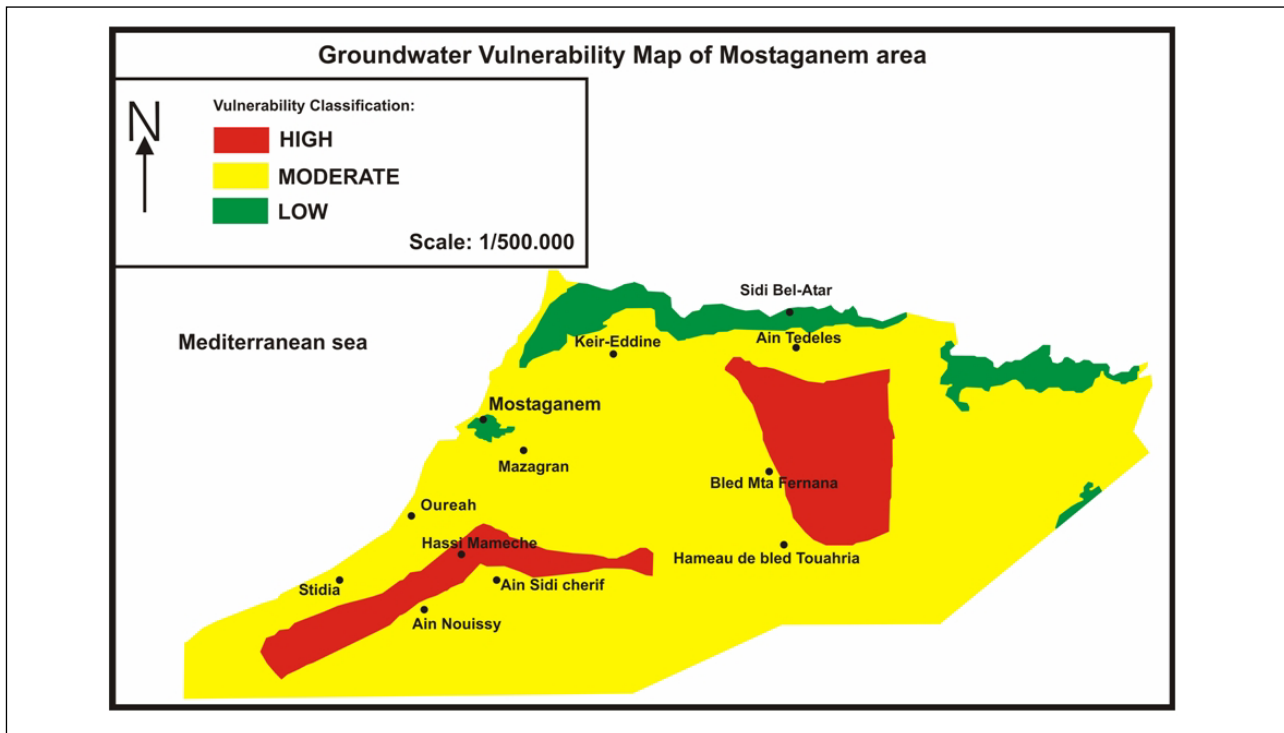 Groundwater Vulnerability Map of Mostaganem area
N
Vulnerability Classification:
HIGH
MODERATE
LOW
Scale: 1/500.000
Sidi Bel-Atar
Mediterranean sea
Keir-Eddine
Ain Tedeles
Mostaganem
Mazagran
Bled Mta Fernana
Oureah
Hassi Mameche
Hameau de bled Touahria
Stidia
Ain Sidi cherif
Ain Nouissy